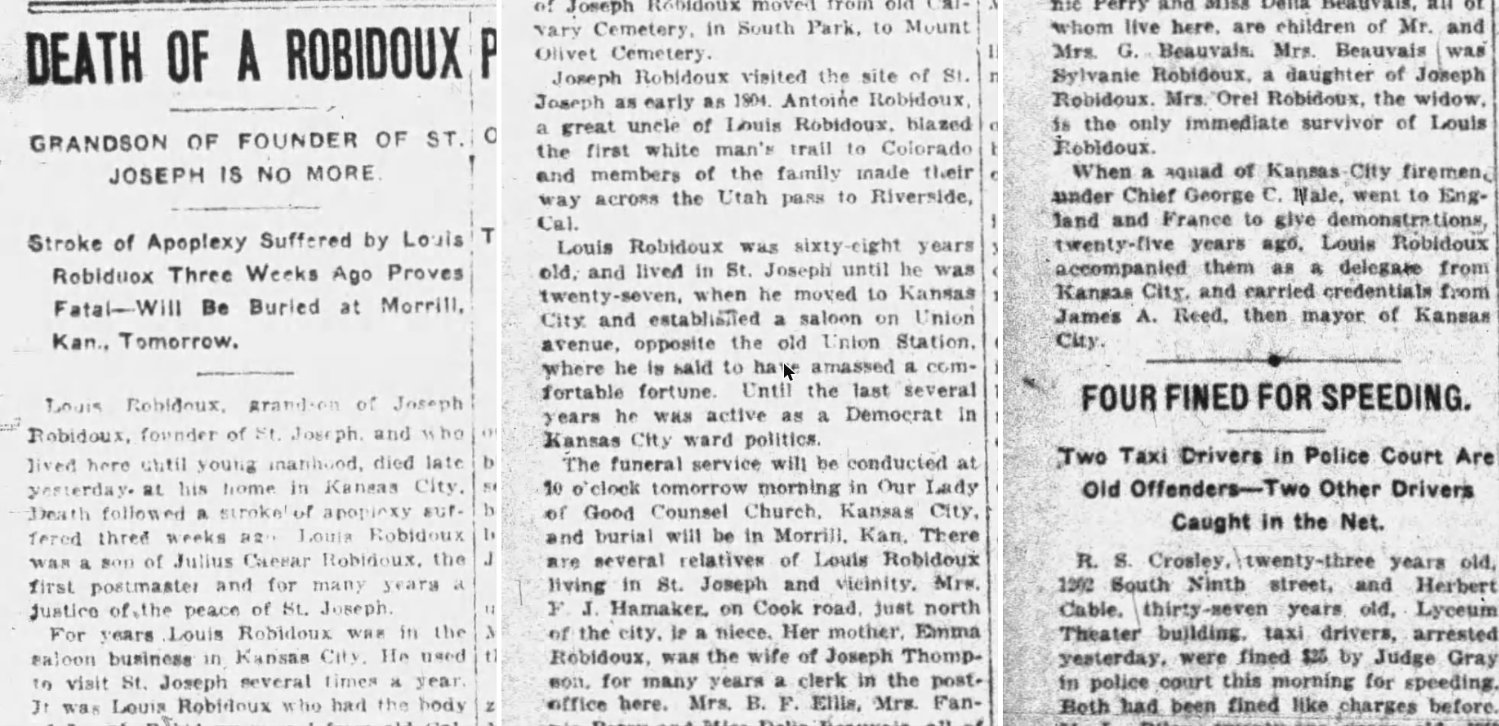 DEATH OF A ROBIDOUX
GRANDSON OF FOUNDER OF ST.
JOSEPH IS NO MORE.
Stroke of Apoplexy Suffered by Louis
Robiduox Three Weeks Ago Proves
Fatal—Will Be Buried at Morrill,
Kan., Tomorrow.
Louis Robidoux, grandson of Joseph
Robidoux, founder of St. Joseph, and who
lived here until young manhood, died late
yesterday at his home in Kansas City.
Death followed a stroke of apoplexy suf-
fered thred weeks ago. Louis Robidoux
was a son of Julius Caesar Robidoux, the
first postmaster and for many years a
justice of the peace of St. Joseph.
For years Louis Robidoux was in the
saloon business in Kansas City. He used
to visit St. Joseph several times a year.
It was Louis Robidoux who had the body
of Joseph Robidoux moved from old Cal-
vary Cemetery, in South Park, to Mount
Olivet Cemetery.
Joseph Robidoux visited the site of St.
Joseph as early as 1804. Antoine Robidoux,
a great uncle of Louis Robidoux, blazed
the first white man's trail to Colorado
and members of the family made their
way across the Utah pass to Riverside,
Cal.
Louis Robidoux was sixty-eight years
old, and lived in St. Joseph until he was
twenty-seven, when he moved to Kansas
City and established a saloon on Union
avenue, opposite the old Union Station,
where he is said to have amassed a com-
fortable fortune. Until the last several
years he was active as a Democrat in
Kansas City ward politics.
The funeral service will be conducted at
10 o'clock tomorrow morning in Our Lady
of Good Counsel Church, Kansas City,
and burial will be in Morrill, Kan. There
are several relatives of Louis Robidoux
living in St. Joseph and vicinity. Mrs.
F. J. Hamaker, on Cook road, just north
of the city, is a niece. Her mother, Emma
Robidoux, was the wife of Joseph Thomp-
son, for many years a clerk in the post-
office here. Mrs. B. F. Ellis, Mrs. Fan-
nie Perry and Miss Delia Beauvais, all of
whom live here, are children of Mr. and
Mrs. G. Beauvais. Mrs. Beauvais was
Sylvanie Robidoux, a daughter of Joseph
Robidoux. Mrs. Orel Robidoux, the widow,
is the only immediate survivor of Louis
Robidoux.
When a squad of Kansas City firemen,
under Chief George C. Hale, went to Eng-
land and France to give demonstrations,
twenty-five years ago, Louis Robidoux
accompanied them as a delegate from
Kansas City, and carried credentials from
James A. Reed, then mayor of Kansas
City.
FOUR FINED FOR SPEEDING.
Two Taxi Drivers in Police Court Are
Old Offenders—Two Other Drivers
Caught in the Net.
R. S. Crosley, twenty-three years old,
1202 South Ninth street, and Herbert
Cable, thirty-seven years old, Lyceum
Theater building, taxi drivers, arrested
yesterday, were fined $25 by Judge Gray
in police court this morning for speeding.
Both had been fined like charges before.